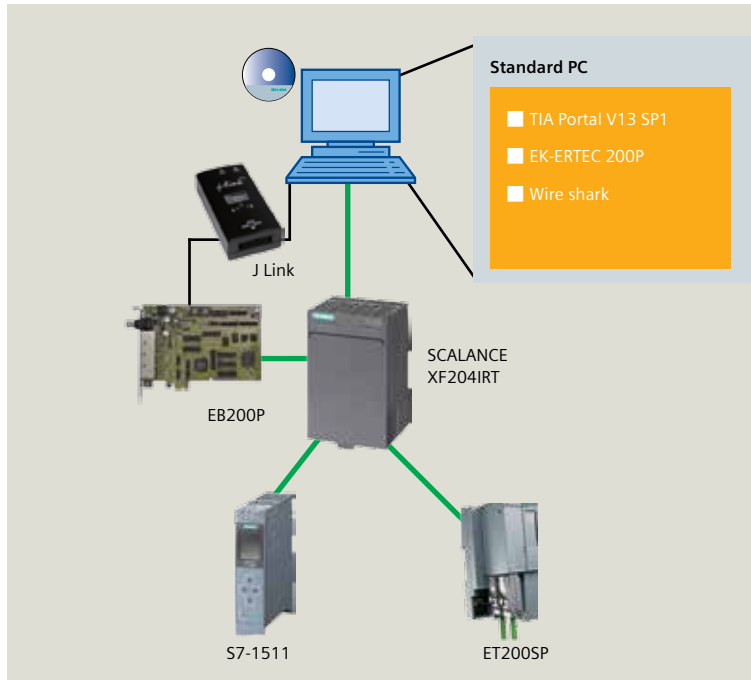 Standard PC
TIA Portal V13 SP1
EK-ERTEC 200P
Wire shark
J Link
SCALANCE
XF204IRT
EB200P
S7-1511
ET200SP